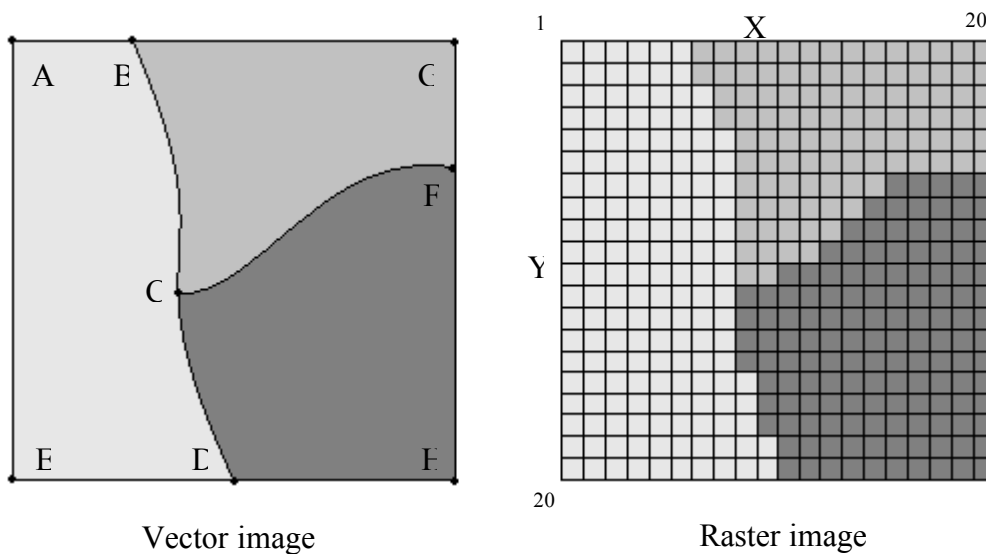 1 X 20
A B G
F
Y
C
E D H
20
Vector image Raster image